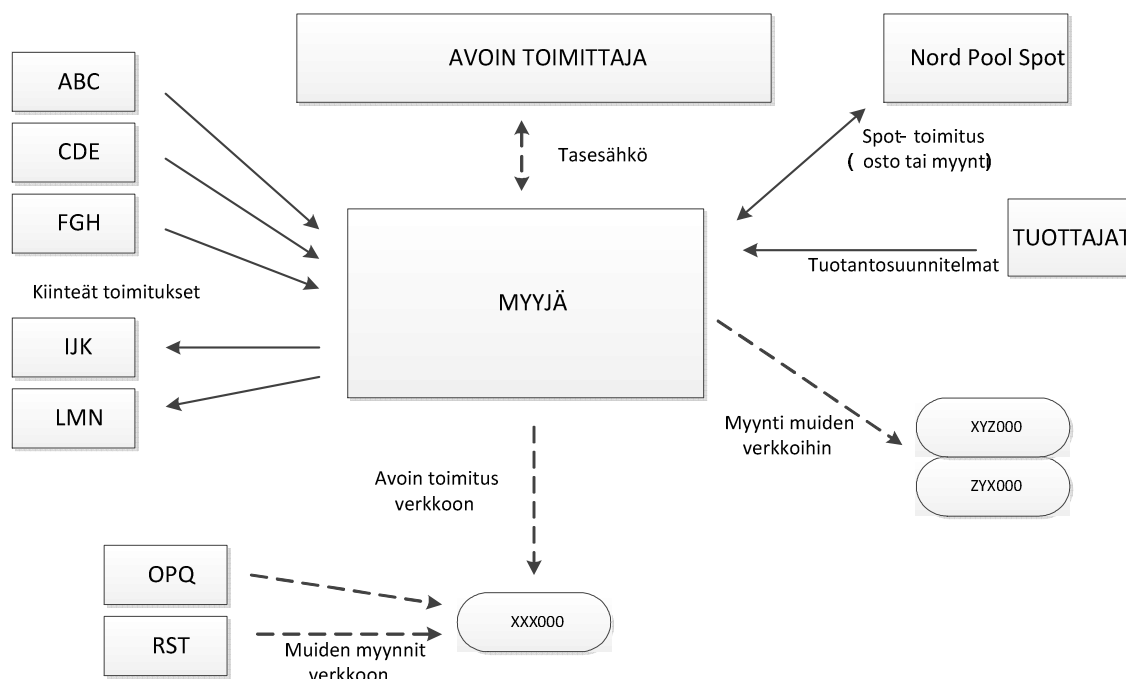 AVOIN TOIMITTAJA
Nord Pool Spot
ABC
CDE
FGH
Tasesähkö
Spot- toimitus
( osto tai myynti)
TUOTTAJAT
Tuotantosuunnitelmat
Kiinteät toimitukset
MYYJÄ
IJK
LMN
Myynti muiden
verkkoihin
XYZ000
ZYX000
Avoin toimitus
verkkoon
OPQ
RST
XXX000
Muiden myynnit
verkkoon